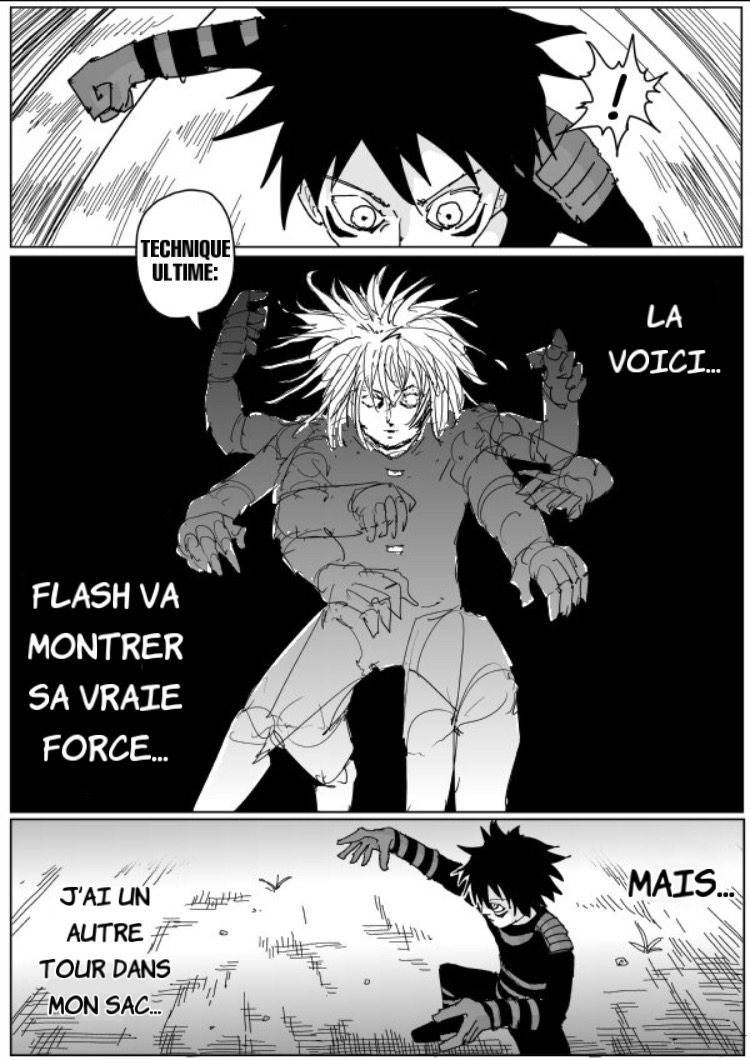 !
TECHNIQUE
ULTIME:
LA
VOICI...
FLASH VA
MONTRER
SA VRAIE
FORCE...
MAIS...
J'AI UN
AUTRE
TOUR DANS
MON SAC...